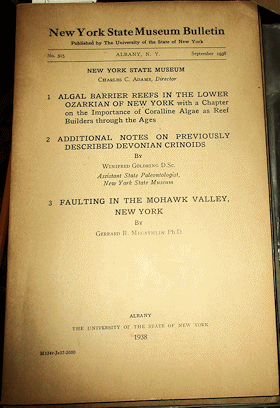 New York State Museum Bulletin
Published by The University of the State of New York
No. 315 ALBANY, N. Y. September 1938
NEW YORK STATE MUSEUM
CHARLES C. ADAMS, Director
1 ALGAL BARRIER REEFS IN THE LOWER
OZARKIAN OF NEW YORK with a Chapter
on the Importance of Coralline Algae as Reef
Builders through the Ages
2 ADDITIONAL NOTES ON PREVIOUSLY
DESCRIBED DEVONIAN CRINOIDS
BY
WINIFRED GOLDRING D.Sc.
Assistant State Paleontologist,
New York State Museum
3 FAULTING IN THE MOHAWK VALLEY,
NEW YORK
BY
GERRARD R. MEGATHLIN PH.D.
ALBANY
THE UNIVERSITY OF THE STATE OF NEW YORK
1938